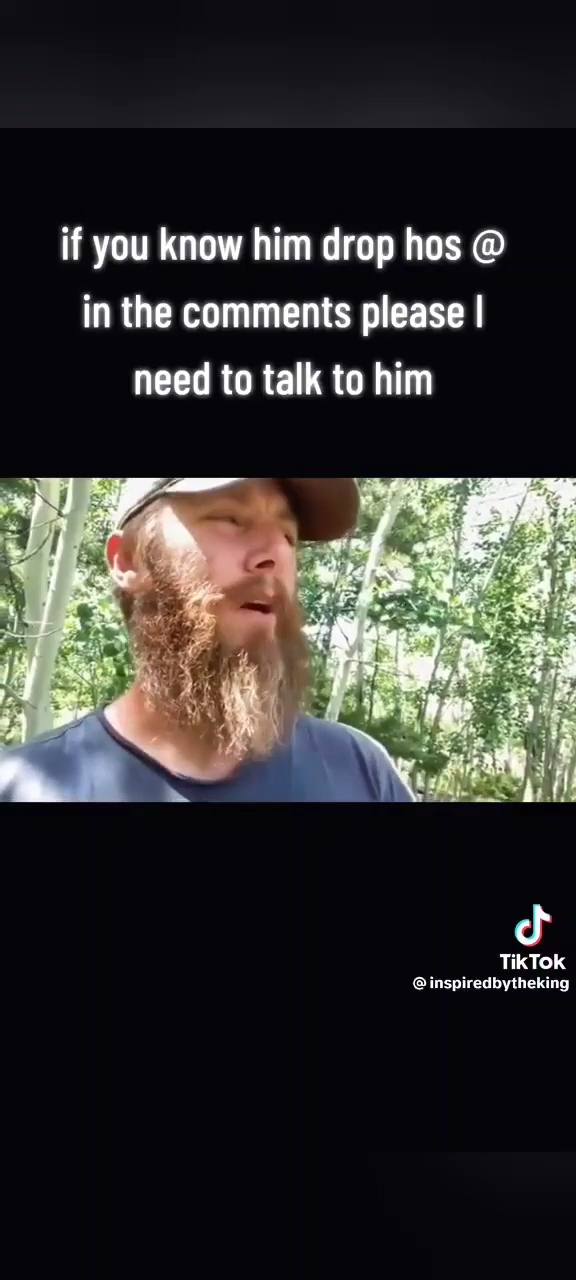 if you know him drop hos @
in the comments please I
need to talk to him
TikTok
@inspiredbytheking